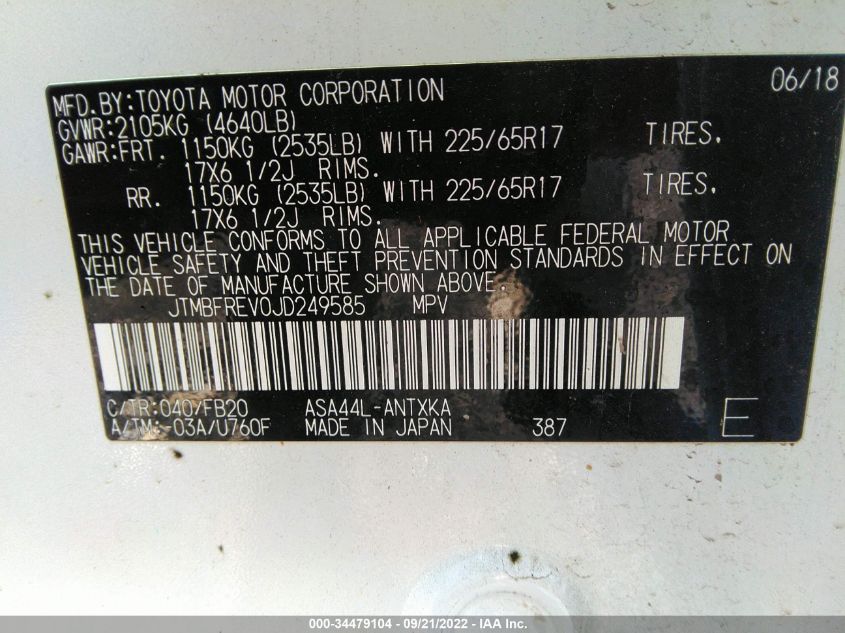 06/18
MFD.BY:TOYOTA MOTOR CORPORATION
GVWR:2105KG (4640LB)
GAWR:FRT. 1150KG (2535LB) WITH 225/65R17 TIRES.
17X6 1/2J RIMS.
RR. 1150KG (2535LB) WITH 225/65R17 TIRES.
17X6 1/2J RIMS.
THIS VEHICLE CONFORMS TO ALL APPLICABLE FEDERAL MOTOR
VEHICLE SAFETY AND THEFT PREVENTION STANDARDS IN EFFECT ON
THE DATE OF MANUFACTURE SHOWN ABOVE.
JTMBFREV0JD249585 MPV
C/TR:040/FB20 ASA44L-ANTXKA
A/TM:-03A/U760F MADE IN JAPAN 387 E
000-34479104 - 09/21/2022 - IAA Inc.